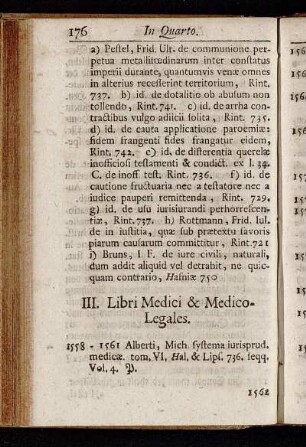 176 In Quarto.
a) Pestel, Frid. Ulr. de communione per-
petua metallifœdinarum inter constatus
imperii durante, quantumvis venæ omnes
in alterius recesserint territorium, Rint.
737. b) id. de dotalitio ob abusum non
tollendo, Rint. 741. c) id. de arrha con-
tractibus vulgo adiici solita, Rint. 735.
d) id. de cauta applicatione paroemiæ:
fidem frangenti fides frangatur eidem,
Rint. 742. e) id. de differentia querelæ
inofficiosi testamenti & condict. ex l. 34.
C. de inoff. test. Rint. 736. f) id. de
cautione fructuaria nec a testatore nec a
iudice pauperi remittenda, Rint. 729.
g) id. de usu iurisiurandi perhorrescen-
tiæ, Rint. 737. h) Rottmann, Frid. Iul.
de in iustitia, quæ sub prætextu favoris
piarum causarum committitur, Rint. 721
i) Bruns, I. F. de iure civili, naturali,
dum addit aliquid vel detrahit, ne quic-
quam contrario, Hafniæ 750
III. Libri Medici & Medico-
Legales.
1558 - 1561 Alberti, Mich. systema iurisprud.
medicæ. tom. VI, Hal. & Lips. 736. seqq.
Vol. 4. P.
1562